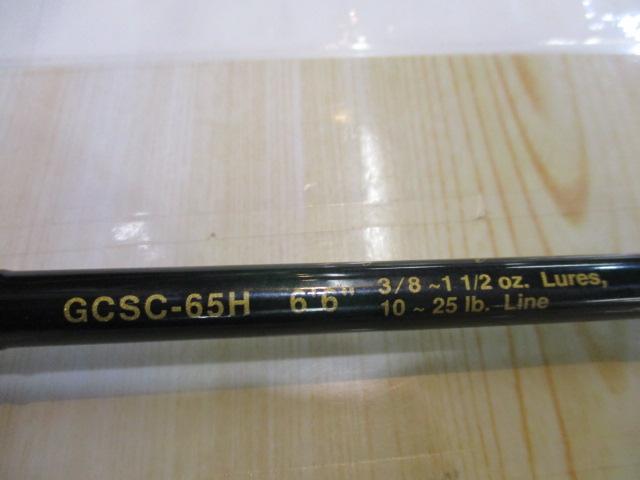 GCSC-65H 6'6" 3/8 ~1 1/2 oz. Lures,
10 ~ 25 lb. Line